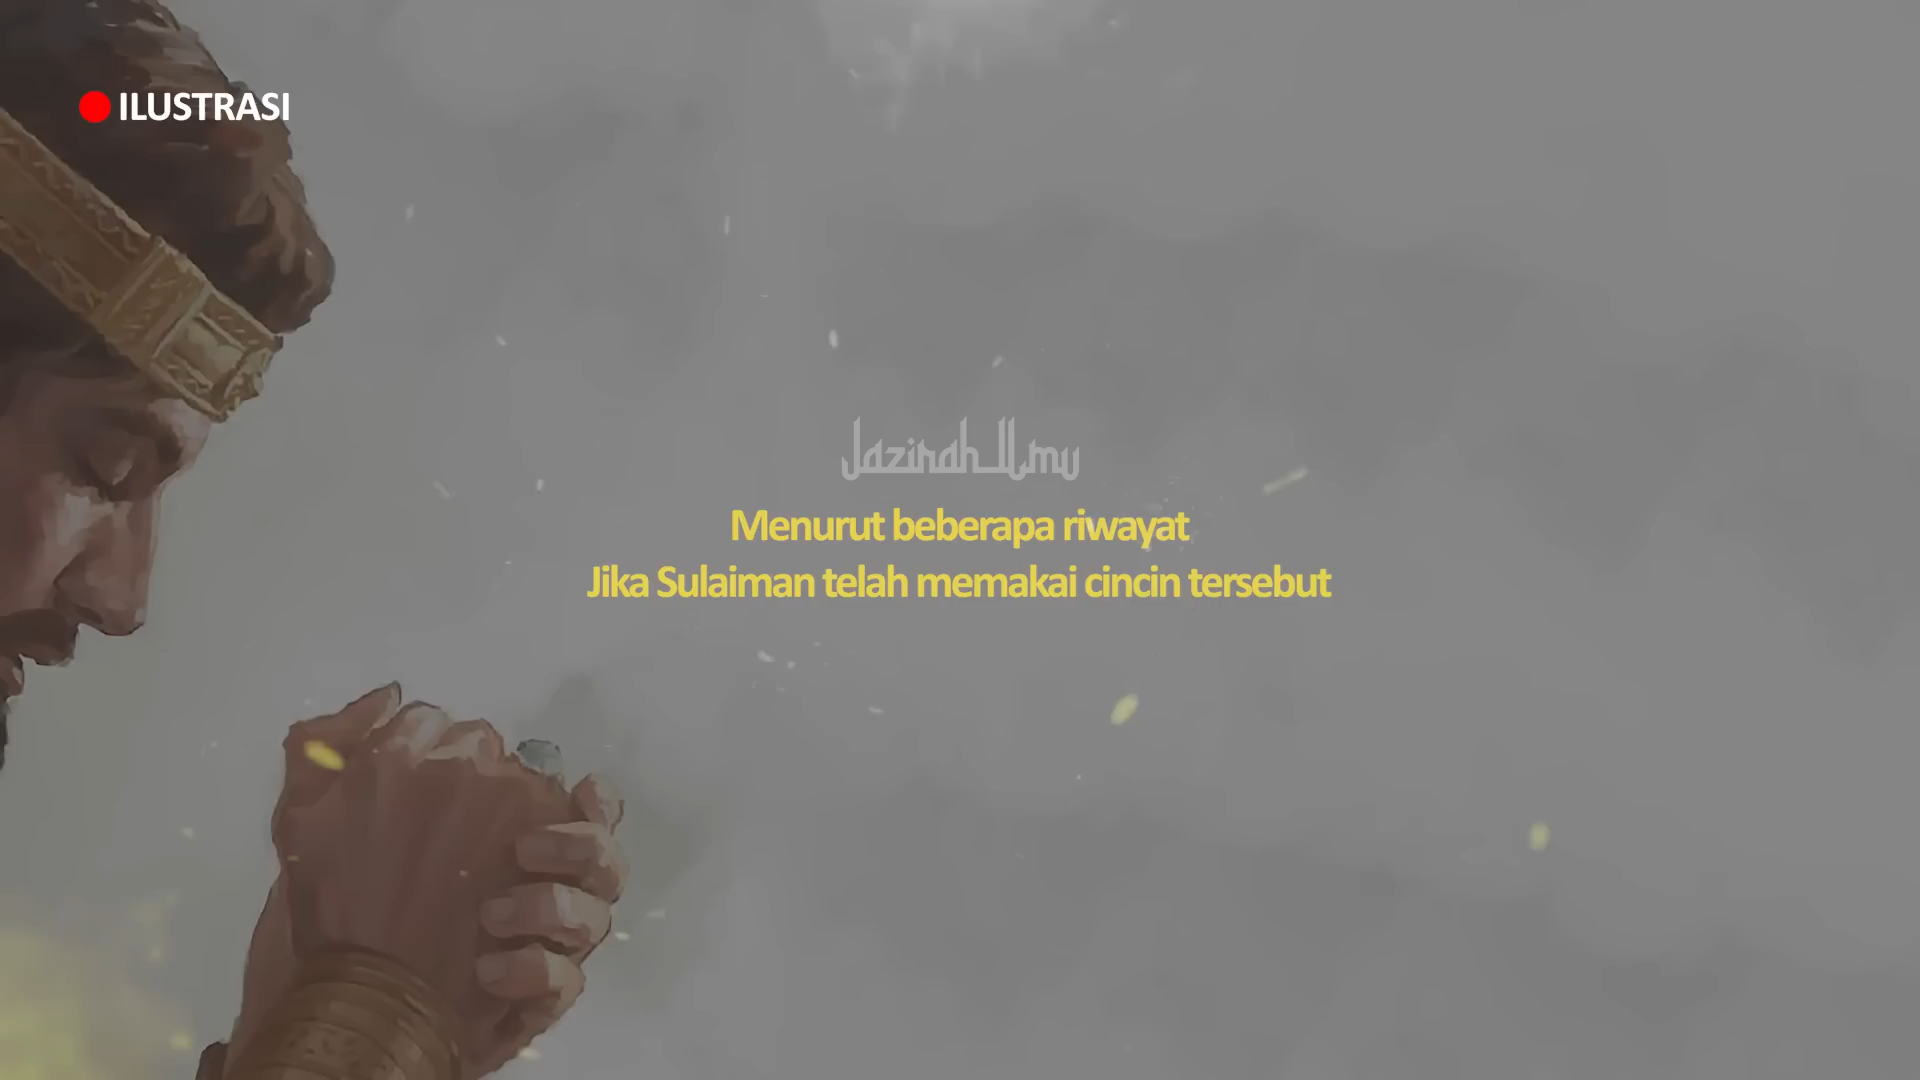 ILUSTRASI
Jazirah Ilmu
Menurut beberapa riwayat
Jika Sulaiman telah memakai cincin tersebut